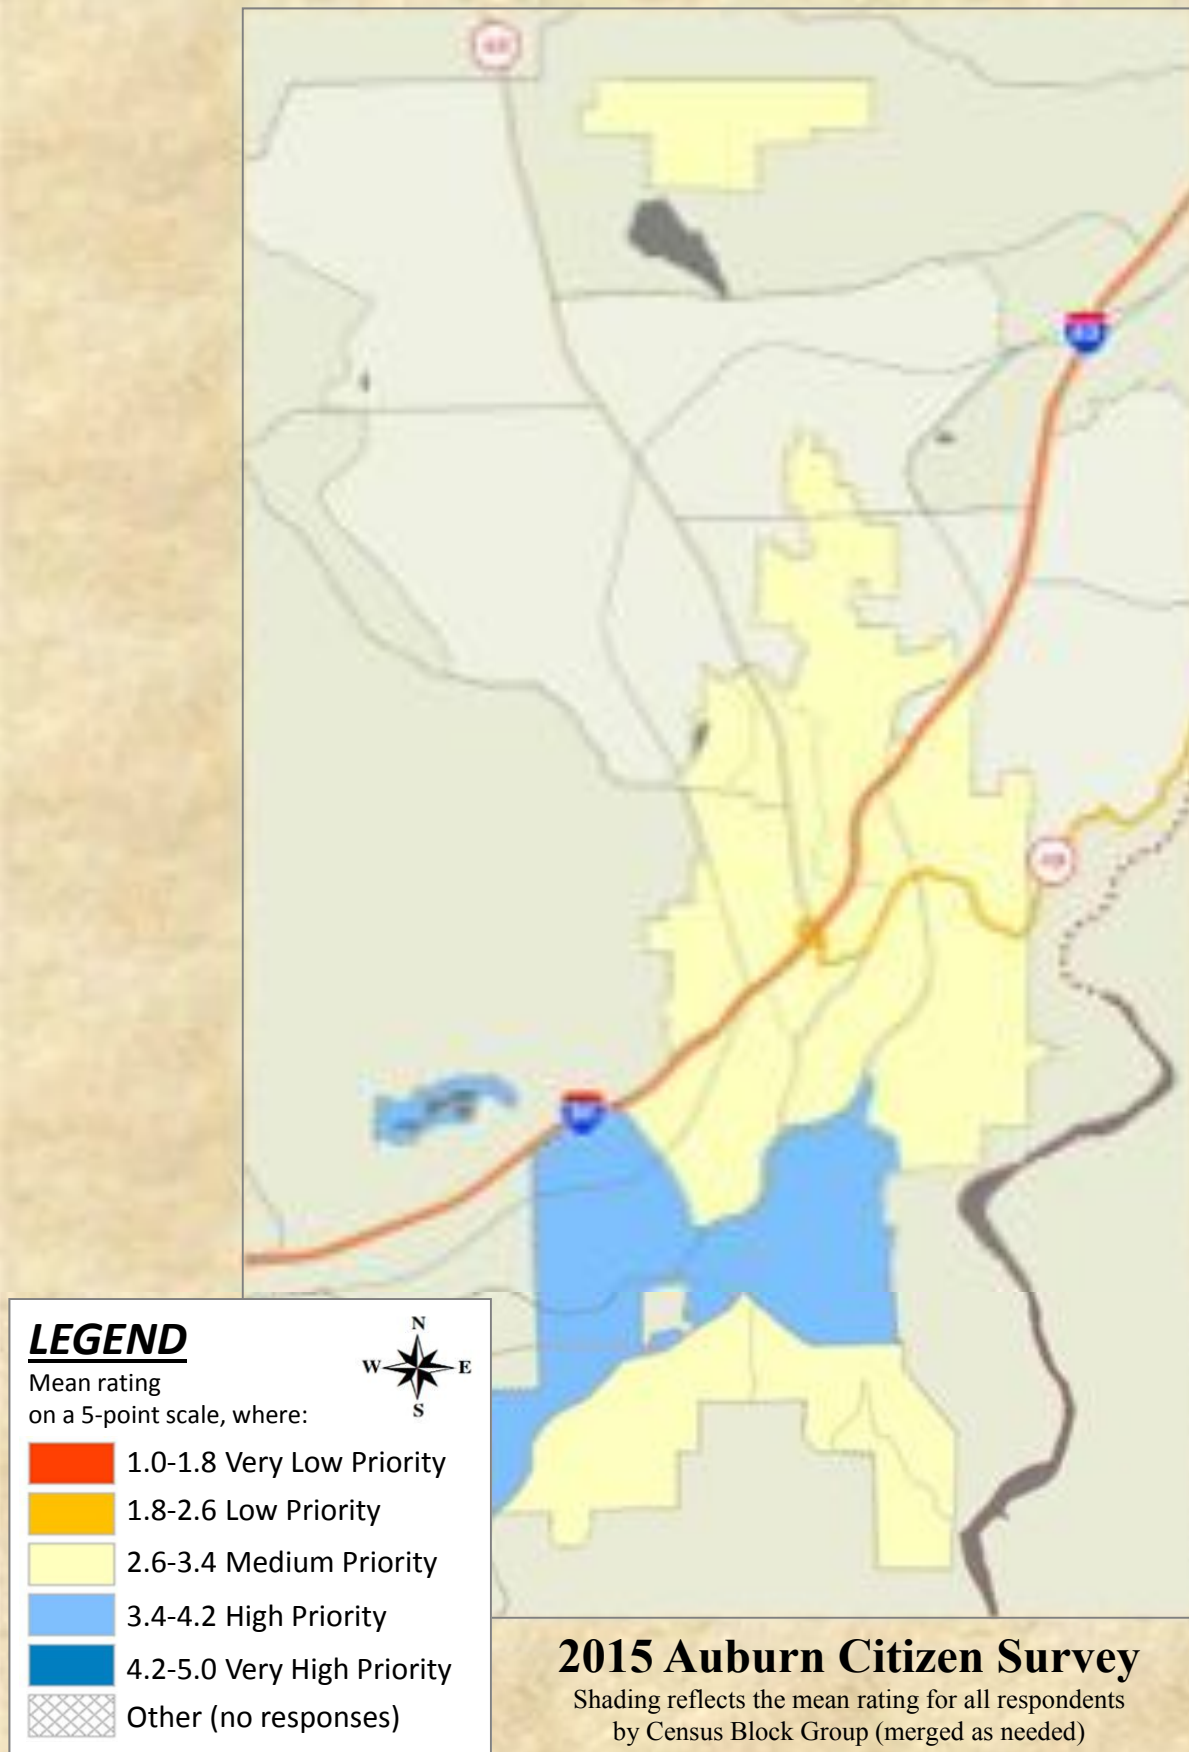 LEGEND
Mean rating
on a 5-point scale, where:
N
W E
S
1.0-1.8 Very Low Priority
1.8-2.6 Low Priority
2.6-3.4 Medium Priority
3.4-4.2 High Priority
4.2-5.0 Very High Priority
Other (no responses)
2015 Auburn Citizen Survey
Shading reflects the mean rating for all respondents
by Census Block Group (merged as needed)